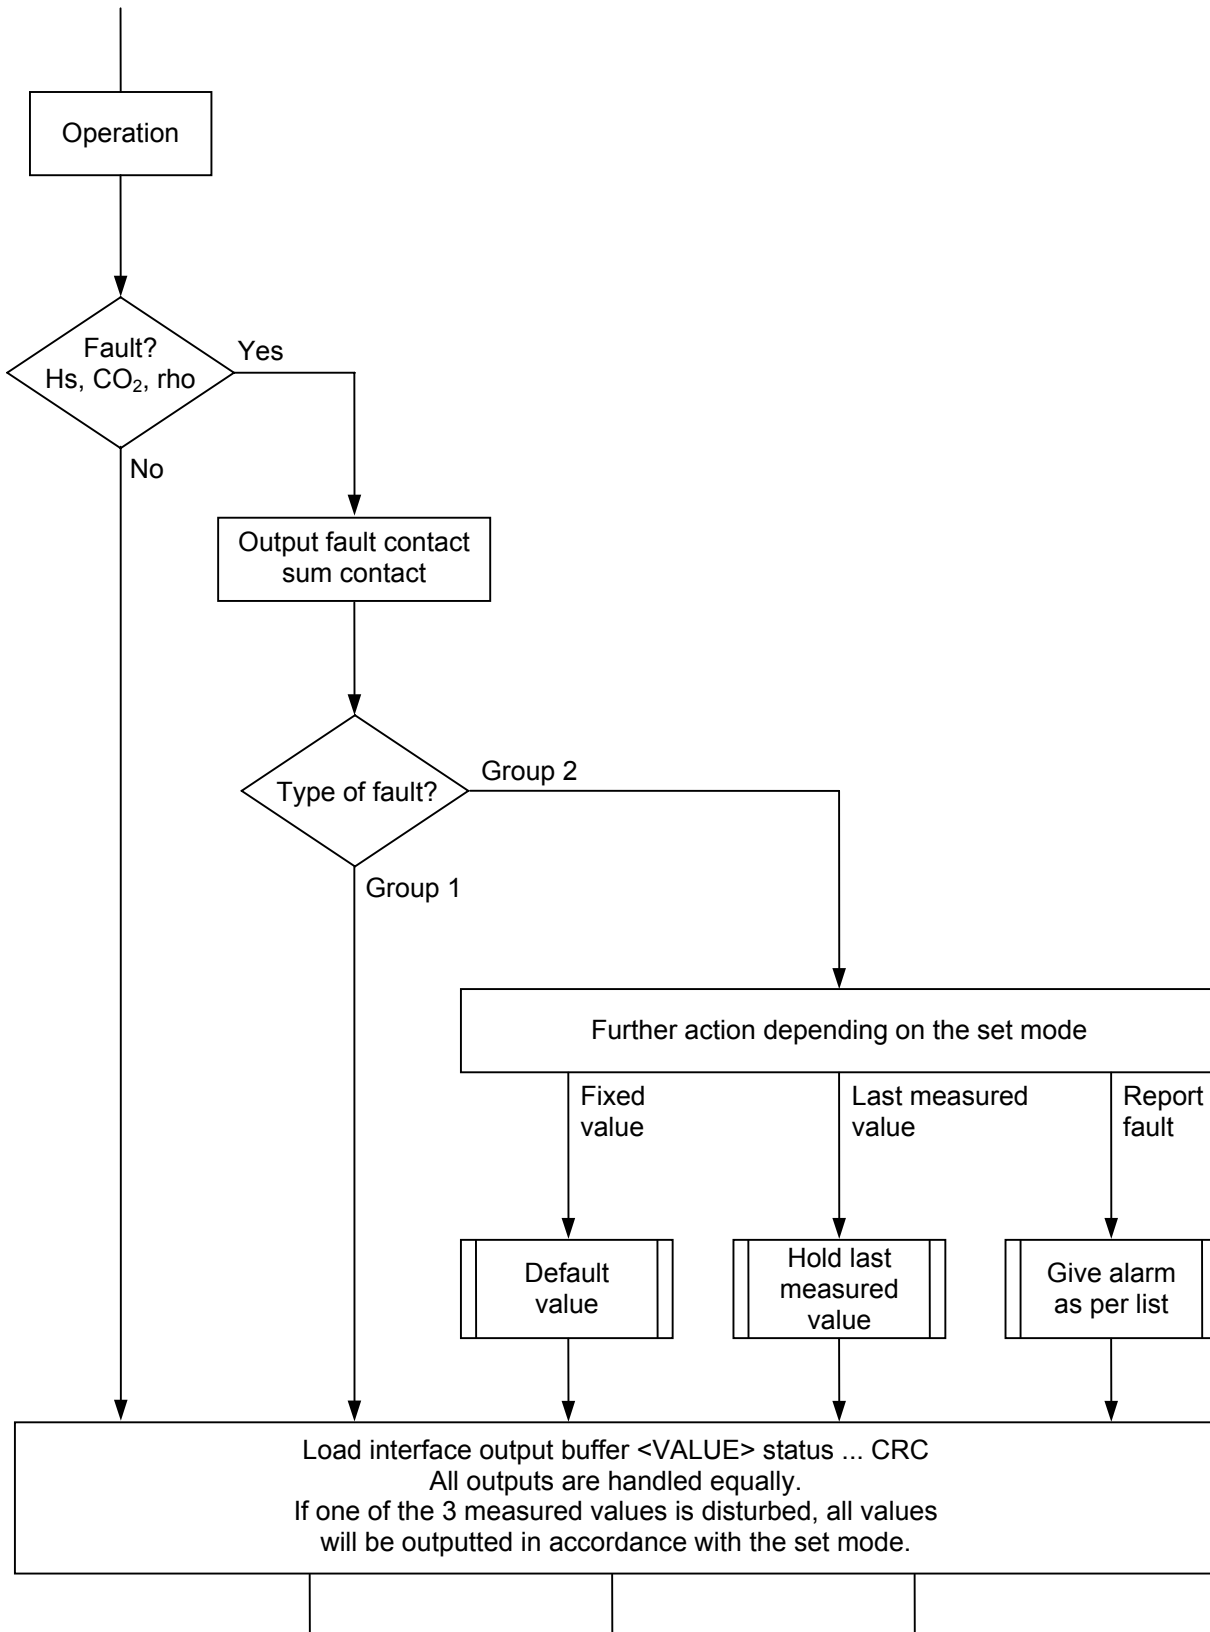 Operation
Fault?
Hs, CO₂, rho
Yes
No
Output fault contact
sum contact
Type of fault?
Group 2
Group 1
Further action depending on the set mode
Fixed
value
Last measured
value
Report
fault
Default
value
Hold last
measured
value
Give alarm
as per list
Load interface output buffer <VALUE> status ... CRC
All outputs are handled equally.
If one of the 3 measured values is disturbed, all values
will be outputted in accordance with the set mode.